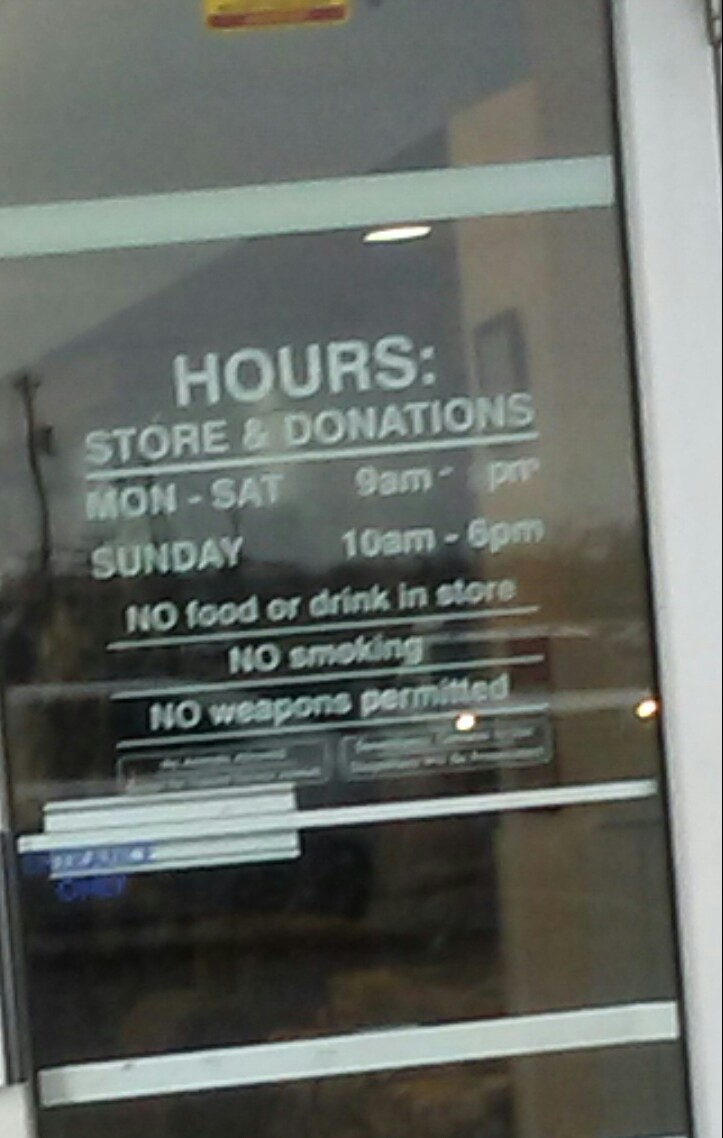 HOURS:
STORE & DONATIONS
MON - SAT 9am - pm
SUNDAY 10am - 6pm
NO food or drink in store
NO smoking
NO weapons permitted